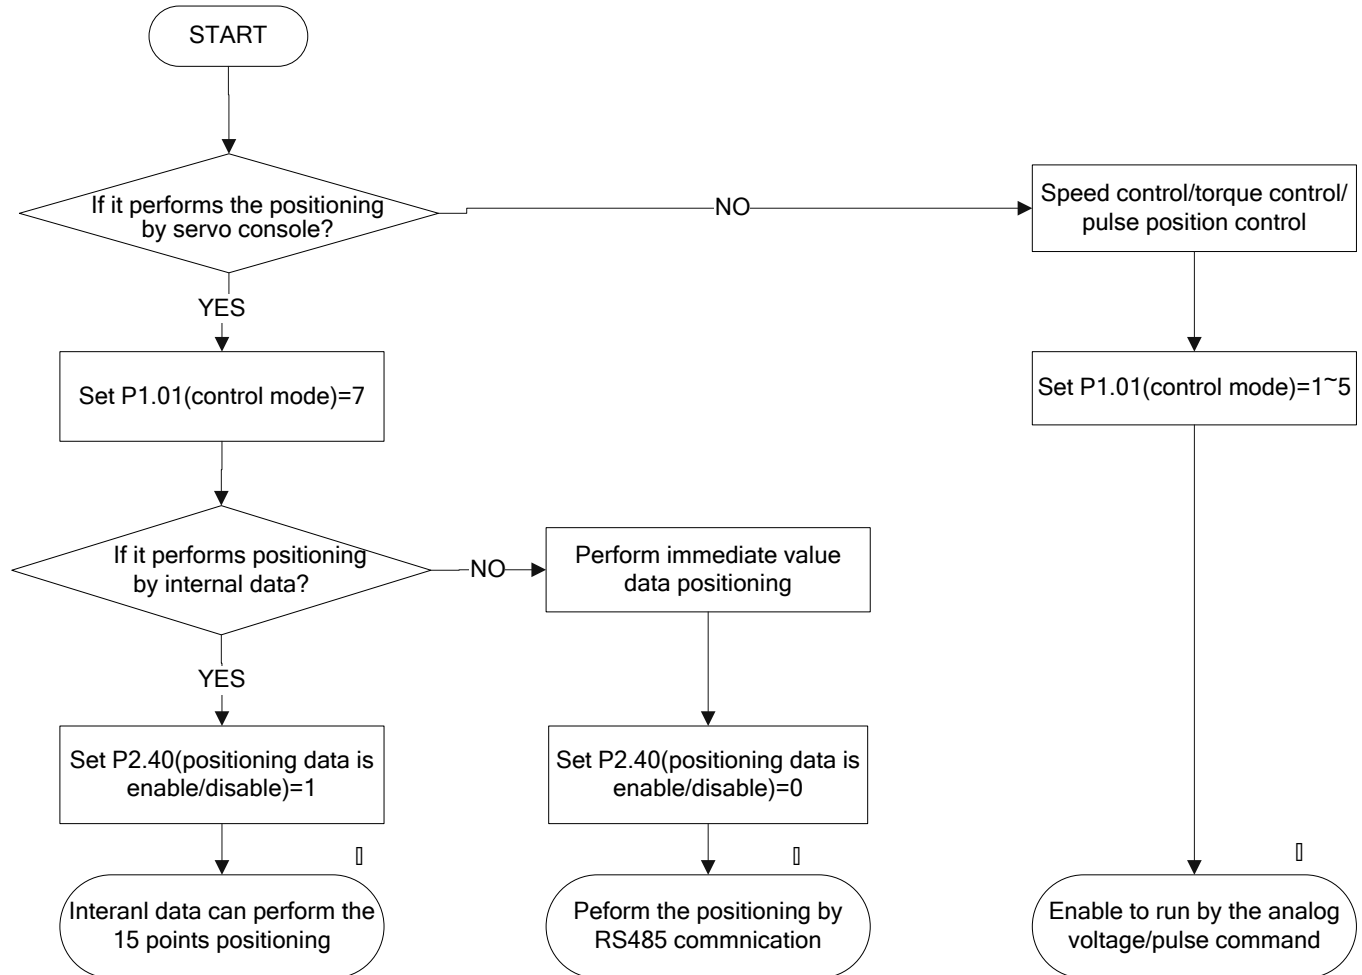 START
If it performs the positioning
by servo console?
NO
Speed control/torque control/
pulse position control
YES
Set P1.01(control mode)=7
Set P1.01(control mode)=1~5
If it performs positioning
by internal data?
NO
Perform immediate value
data positioning
YES
Set P2.40(positioning data is
enable/disable)=1
Set P2.40(positioning data is
enable/disable)=0
Interanl data can perform the
15 points positioning
Peform the positioning by
RS485 commnication
Enable to run by the analog
voltage/pulse command